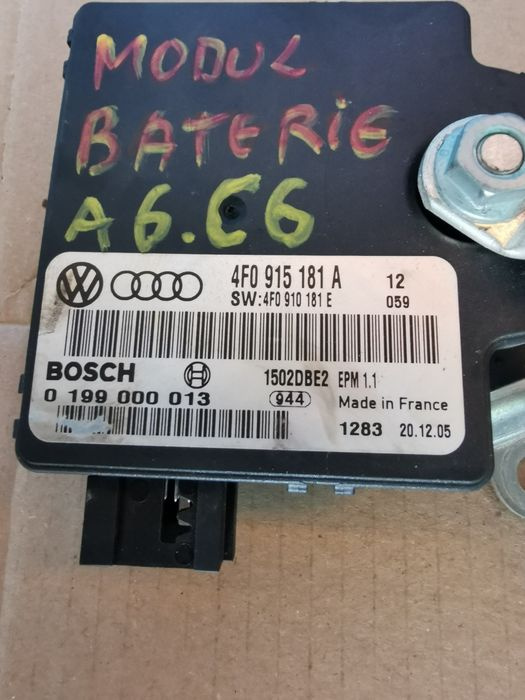 MODUL
BATERIE
A6.C6
4F0 915 181 A 12
SW:4F0 910 181 E 059
BOSCH 1502DBE2 EPM 1.1
0 199 000 013 944 Made in France
1283 20.12.05